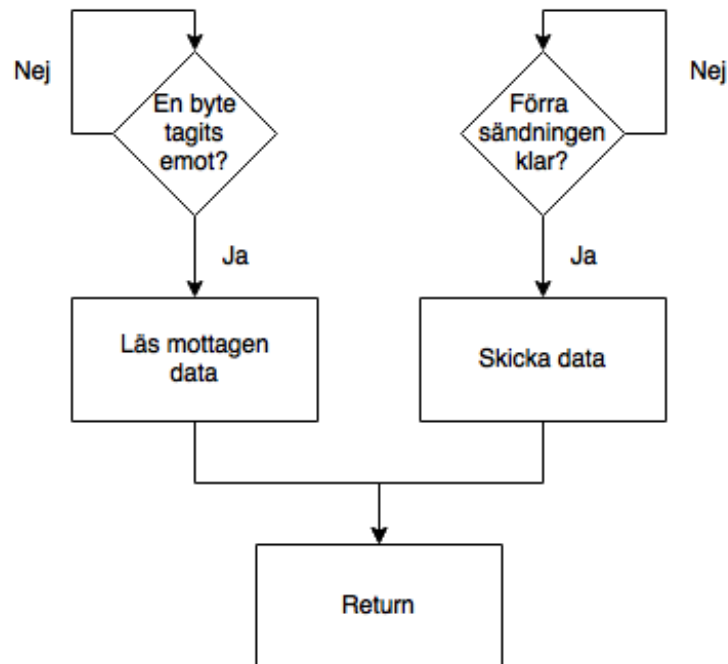 Nej
En byte
tagits
emot?
Ja
Läs mottagen
data
Förra
sändningen
klar?
Nej
Ja
Skicka data
Return